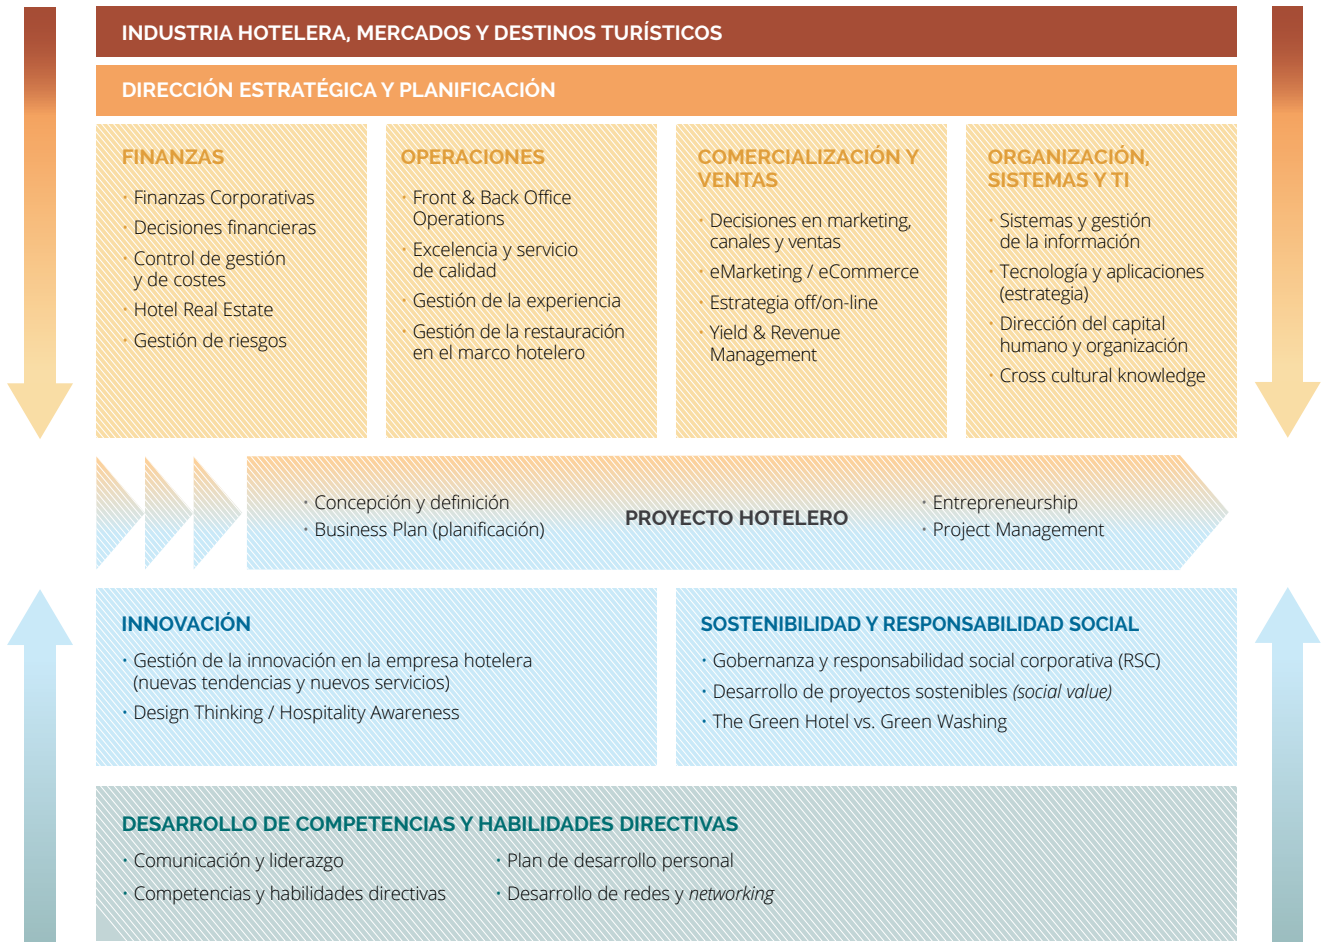 INDUSTRIA HOTELERA, MERCADOS Y DESTINOS TURÍSTICOS
DIRECCIÓN ESTRATÉGICA Y PLANIFICACIÓN
FINANZAS
· Finanzas Corporativas
· Decisiones financieras
· Control de gestión
y de costes
· Hotel Real Estate
· Gestión de riesgos
OPERACIONES
· Front & Back Office
Operations
· Excelencia y servicio
de calidad
· Gestión de la experiencia
· Gestión de la restauración
en el marco hotelero
COMERCIALIZACIÓN Y
VENTAS
· Decisiones en marketing,
canales y ventas
· eMarketing / eCommerce
· Estrategia off/on-line
· Yield & Revenue
Management
ORGANIZACIÓN,
SISTEMAS Y TI
· Sistemas y gestión
de la información
· Tecnología y aplicaciones
(estrategia)
· Dirección del capital
humano y organización
· Cross cultural knowledge
· Concepción y definición
· Business Plan (planificación)
PROYECTO HOTELERO
· Entrepreneurship
· Project Management
INNOVACIÓN
· Gestión de la innovación en la empresa hotelera
(nuevas tendencias y nuevos servicios)
· Design Thinking / Hospitality Awareness
SOSTENIBILIDAD Y RESPONSABILIDAD SOCIAL
· Gobernanza y responsabilidad social corporativa (RSC)
· Desarrollo de proyectos sostenibles (social value)
· The Green Hotel vs. Green Washing
DESARROLLO DE COMPETENCIAS Y HABILIDADES DIRECTIVAS
· Comunicación y liderazgo
· Competencias y habilidades directivas
· Plan de desarrollo personal
· Desarrollo de redes y networking